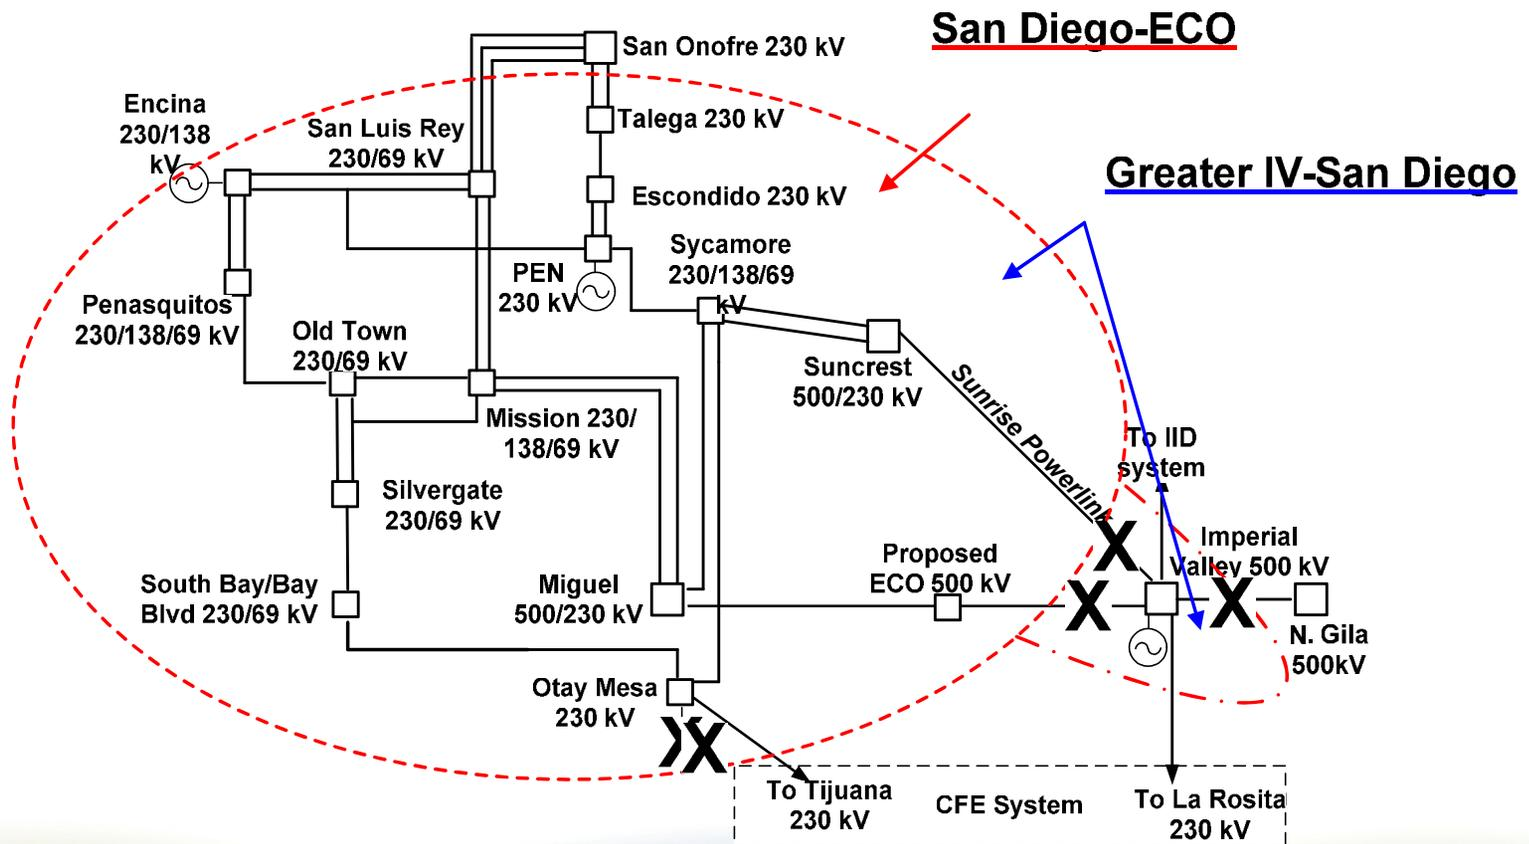 San Diego-ECO
San Onofre 230 kV
Encina
230/138
kV
San Luis Rey
230/69 kV
Talega 230 kV
Greater IV-San Diego
Escondido 230 kV
Sycamore
230/138/69
kV
PEN
230 kV
Penasquitos
230/138/69 kV
Old Town
230/69 kV
Suncrest
500/230 kV
Sunrise Powerlink
Mission 230/
138/69 kV
To IID
system
Silvergate
230/69 kV
Imperial
Valley 500 kV
Proposed
ECO 500 kV
South Bay/Bay
Blvd 230/69 kV
Miguel
500/230 kV
X
X
X
N. Gila
500kV
Otay Mesa
230 kV
XX
To Tijuana
230 kV
CFE System
To La Rosita
230 kV